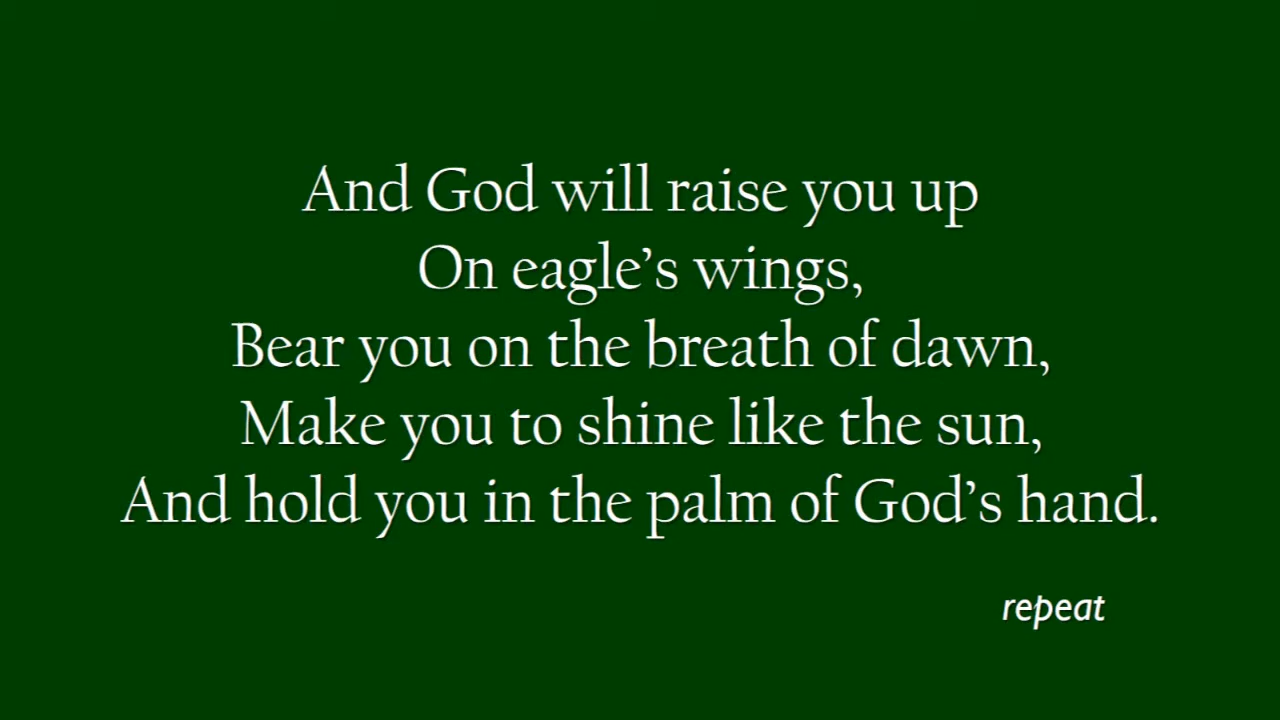 And God will raise you up
On eagle’s wings,
Bear you on the breath of dawn,
Make you to shine like the sun,
And hold you in the palm of God’s hand.
repeat